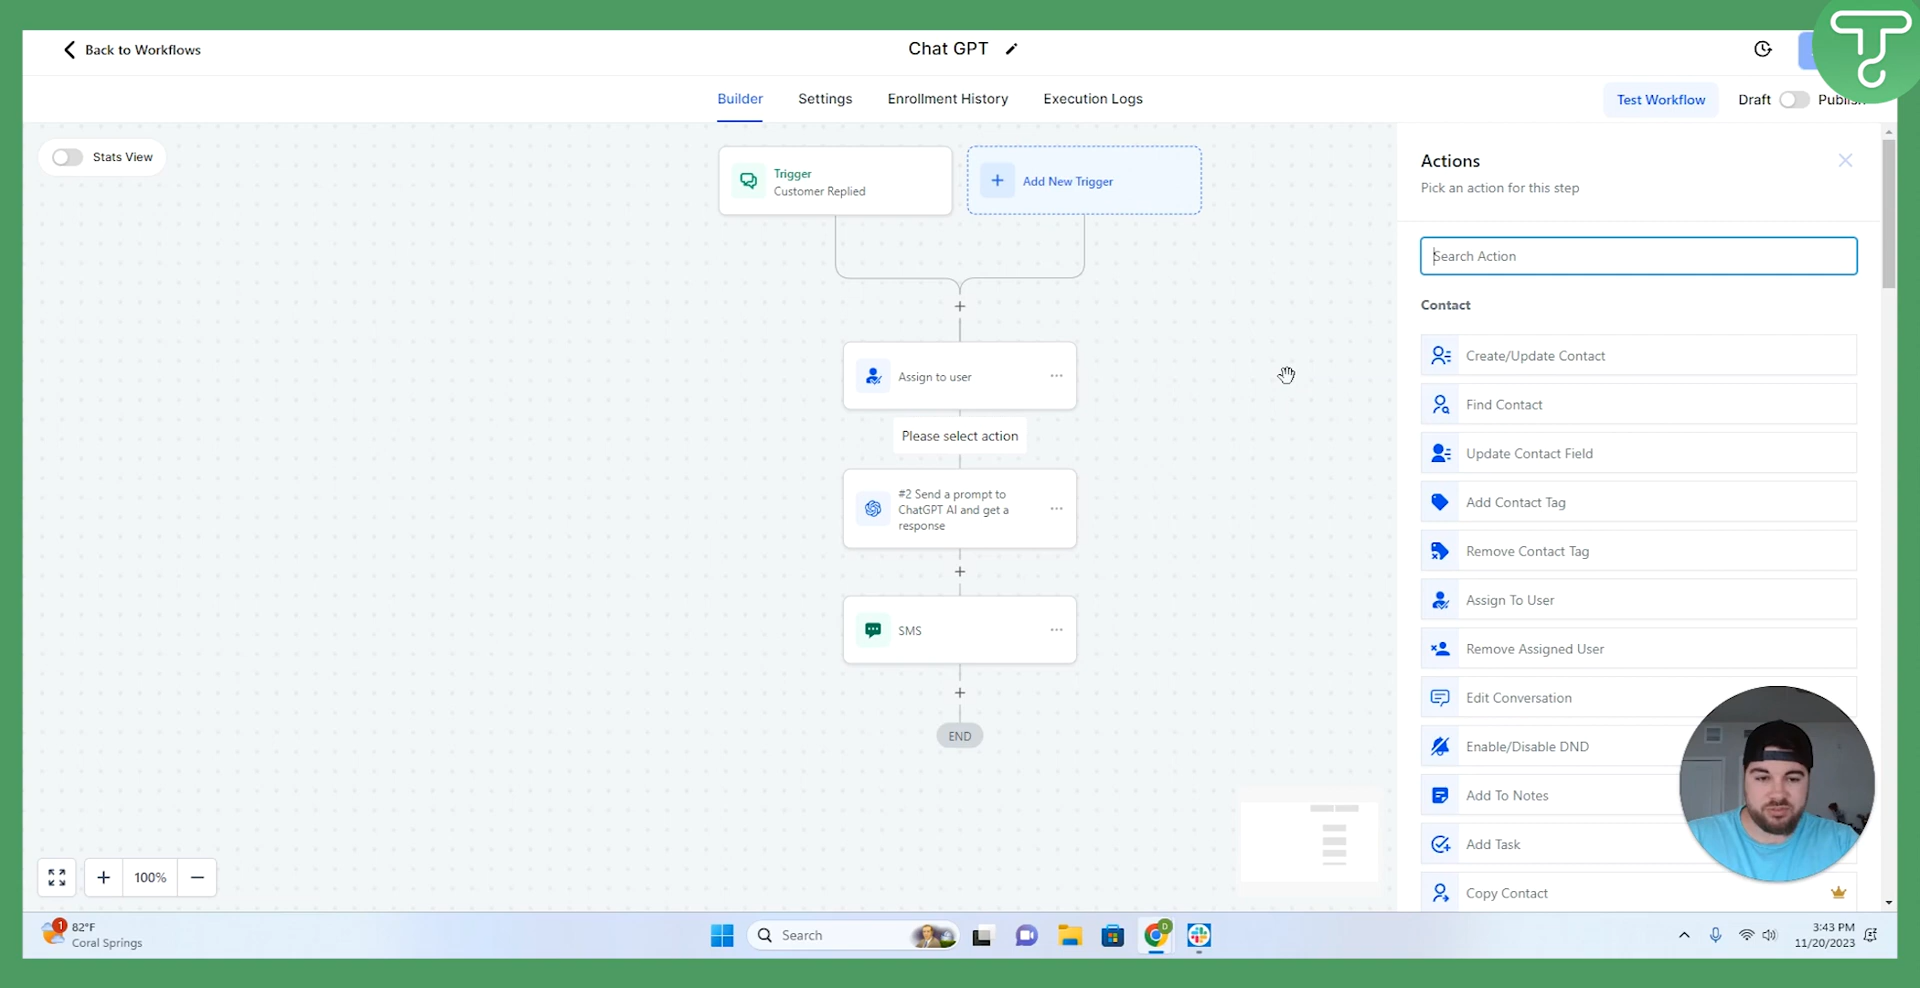 Back to Workflows
Chat GPT
Builder
Settings
Enrollment History
Execution Logs
Test Workflow
Draft
Publish
Stats View
Trigger
Customer Replied
Add New Trigger
Assign to user
Please select action
#2 Send a prompt to
ChatGPT AI and get a
response
SMS
END
100%
Actions
Pick an action for this step
Search Action
Contact
Create/Update Contact
Find Contact
Update Contact Field
Add Contact Tag
Remove Contact Tag
Assign To User
Remove Assigned User
Edit Conversation
Enable/Disable DND
Add To Notes
Add Task
Copy Contact
1
82°F
Coral Springs
Search
D
3:43 PM
11/20/2023